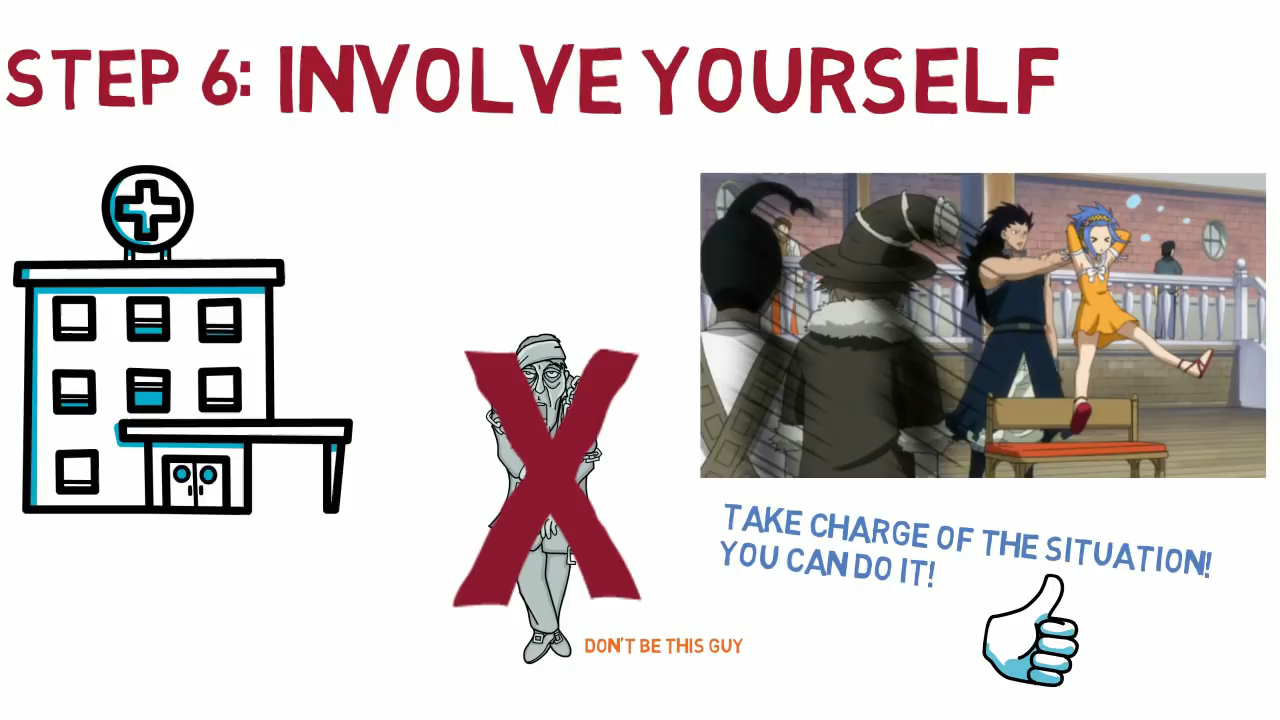 STEP 6: INVOLVE YOURSELF
TAKE CHARGE OF THE SITUATION!
YOU CAN DO IT!
DON'T BE THIS GUY